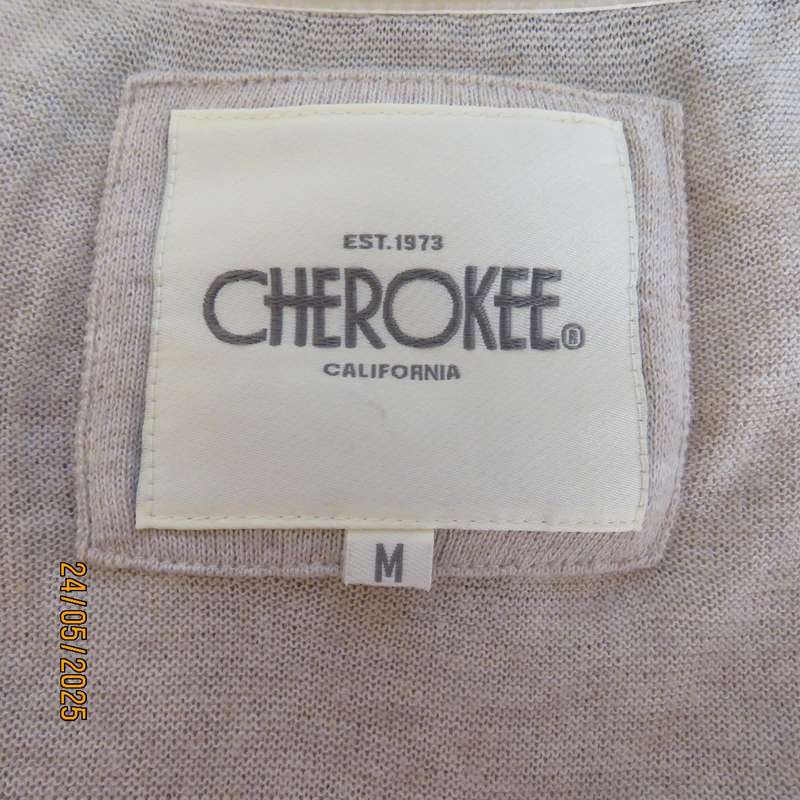 EST.1973
CHEROKEE®
CALIFORNIA
M
24/05/2025